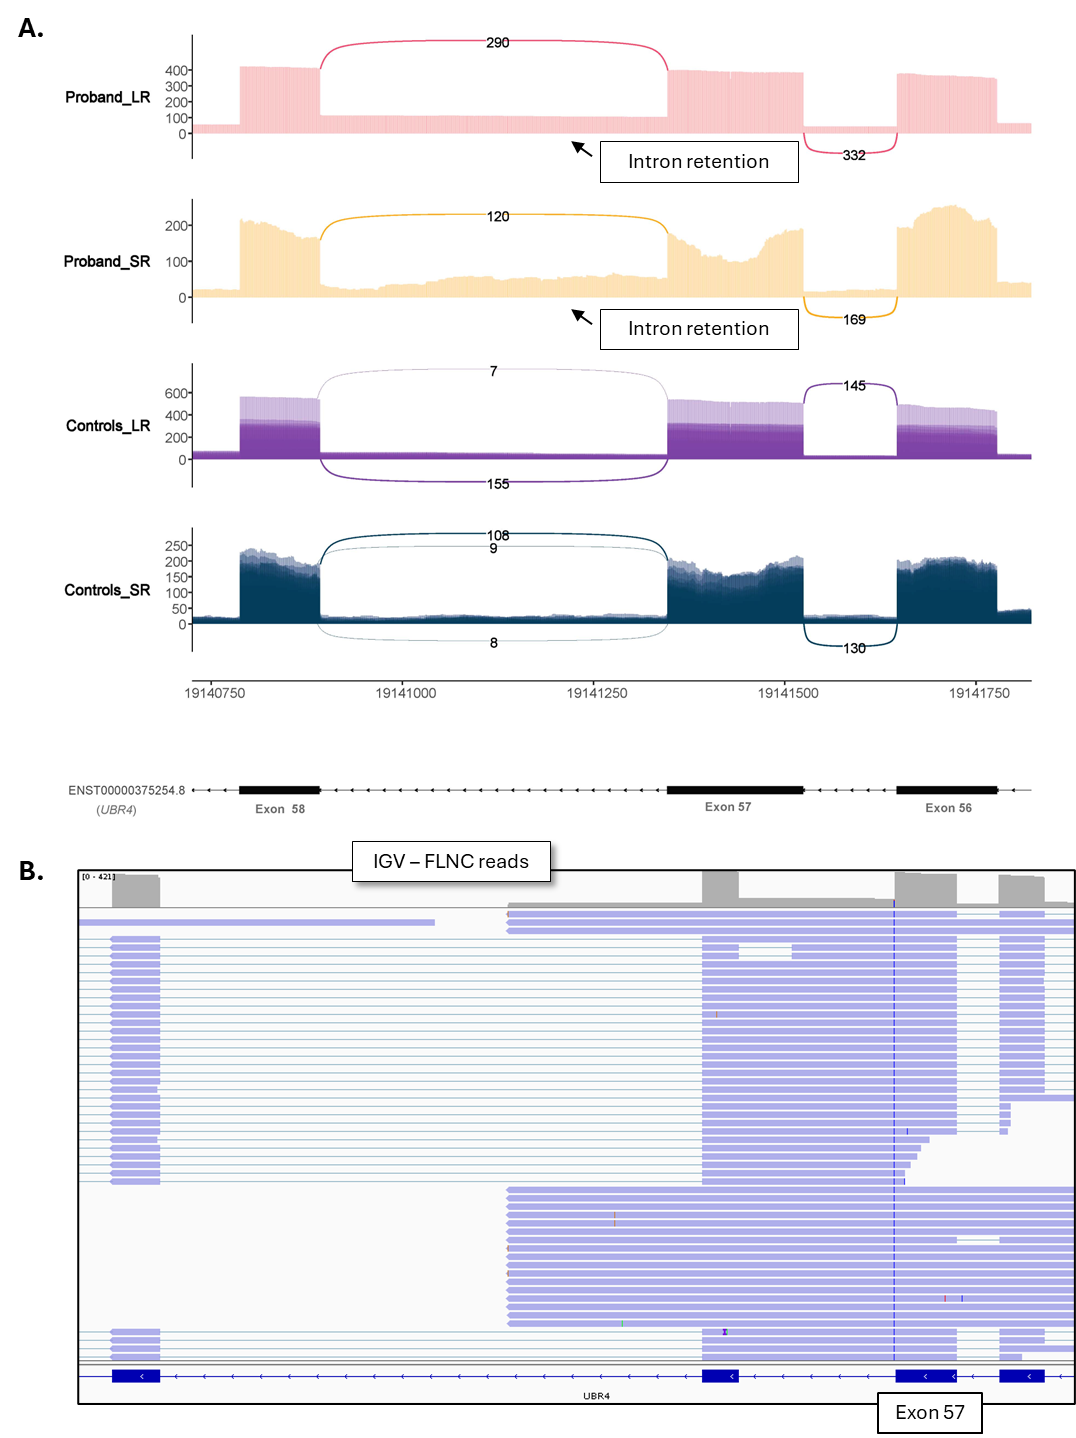 A.
290
400
300
200
100
0
Proband_LR
332
Intron retention
120
200
100
0
Proband_SR
169
Intron retention
7
145
600
400
200
0
Controls_LR
155
108
9
250
200
150
100
50
0
Controls_SR
8
130
19140750 19141000 19141250 19141500 19141750
ENST00000375254.8
(UBR4)
Exon 58 Exon 57 Exon 56
B.
IGV – FLNC reads
[0 - 421]
UBR4
Exon 57